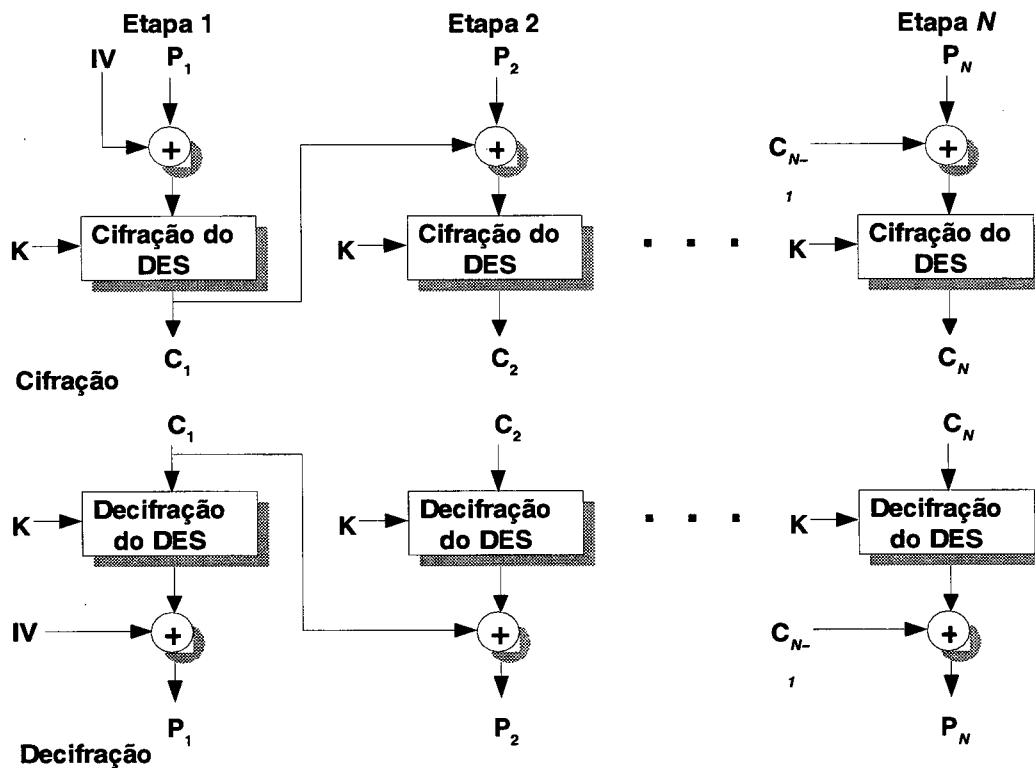 Etapa 1 Etapa 2 Etapa N
IV P1 P2 PN
+ + +
CN–
1
K Cifração do
DES
K Cifração do
DES
. . .
K Cifração do
DES
C1 C2 CN
Cifração
C1 C2 CN
K Decifração
do DES
K Decifração
do DES
. . .
K Decifração
do DES
IV + + CN– +
1
P1 P2 PN
Decifração